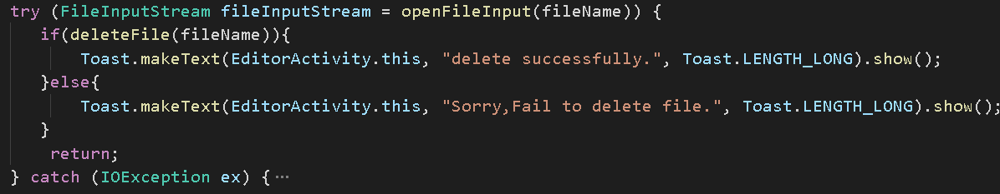 try (FileInputStream fileInputStream = openFileInput(fileName)) {
if(deleteFile(fileName)){
Toast.makeText(EditorActivity.this, "delete successfully.", Toast.LENGTH_LONG).show();
}else{
Toast.makeText(EditorActivity.this, "Sorry,Fail to delete file.", Toast.LENGTH_LONG).show();
}
return;
} catch (IOException ex) {⋯